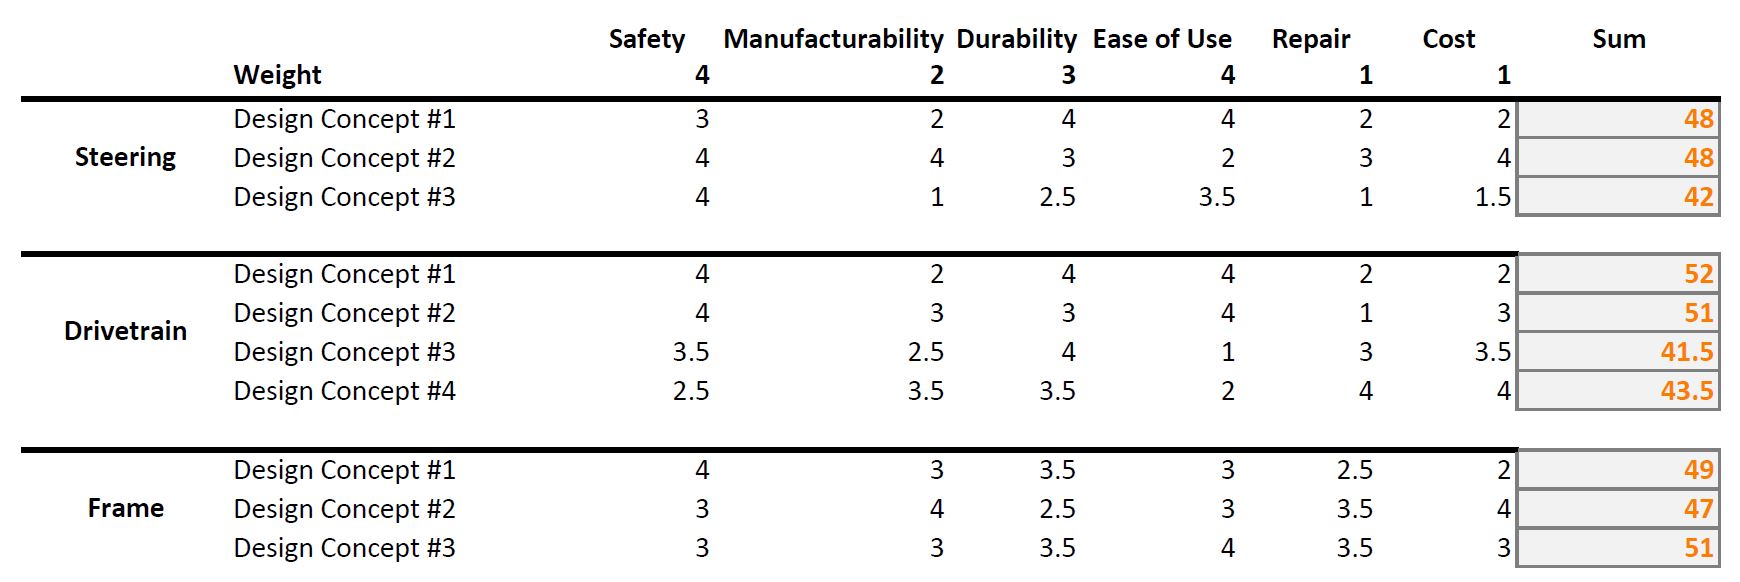 Safety Manufacturability Durability Ease of Use Repair Cost Sum
Weight 4 2 3 4 1 1
Design Concept #1 3 2 4 4 2 2 48
Steering Design Concept #2 4 4 3 2 3 4 48
Design Concept #3 4 1 2.5 3.5 1 1.5 42
Design Concept #1 4 2 4 4 2 2 52
Design Concept #2 4 3 3 4 1 3 51
Drivetrain
Design Concept #3 3.5 2.5 4 1 3 3.5 41.5
Design Concept #4 2.5 3.5 3.5 2 4 4 43.5
Design Concept #1 4 3 3.5 3 2.5 2 49
Frame Design Concept #2 3 4 2.5 3 3.5 4 47
Design Concept #3 3 3 3.5 4 3.5 3 51